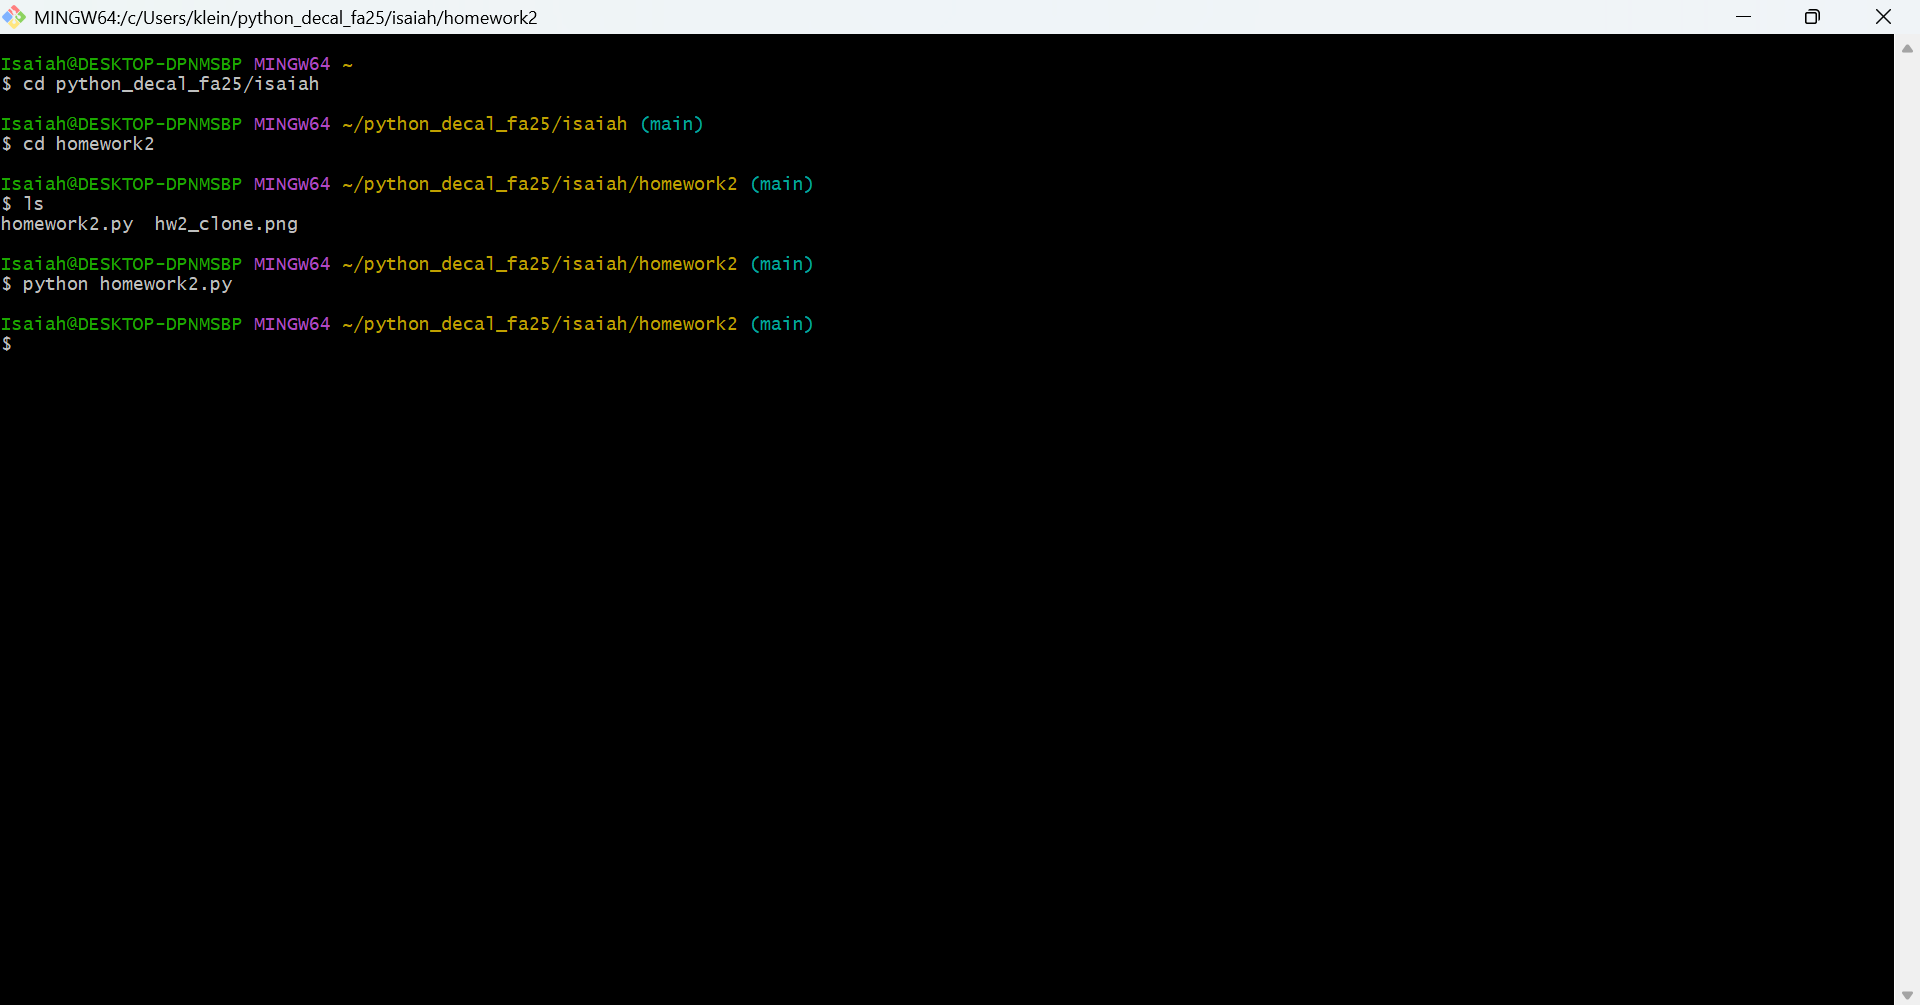 MINGW64:/c/Users/klein/python_decal_fa25/isaiah/homework2
Isaiah@DESKTOP-DPNMSBP MINGW64 ~
$ cd python_decal_fa25/isaiah
Isaiah@DESKTOP-DPNMSBP MINGW64 ~/python_decal_fa25/isaiah (main)
$ cd homework2
Isaiah@DESKTOP-DPNMSBP MINGW64 ~/python_decal_fa25/isaiah/homework2 (main)
$ ls
homework2.py  hw2_clone.png
Isaiah@DESKTOP-DPNMSBP MINGW64 ~/python_decal_fa25/isaiah/homework2 (main)
$ python homework2.py
Isaiah@DESKTOP-DPNMSBP MINGW64 ~/python_decal_fa25/isaiah/homework2 (main)
$